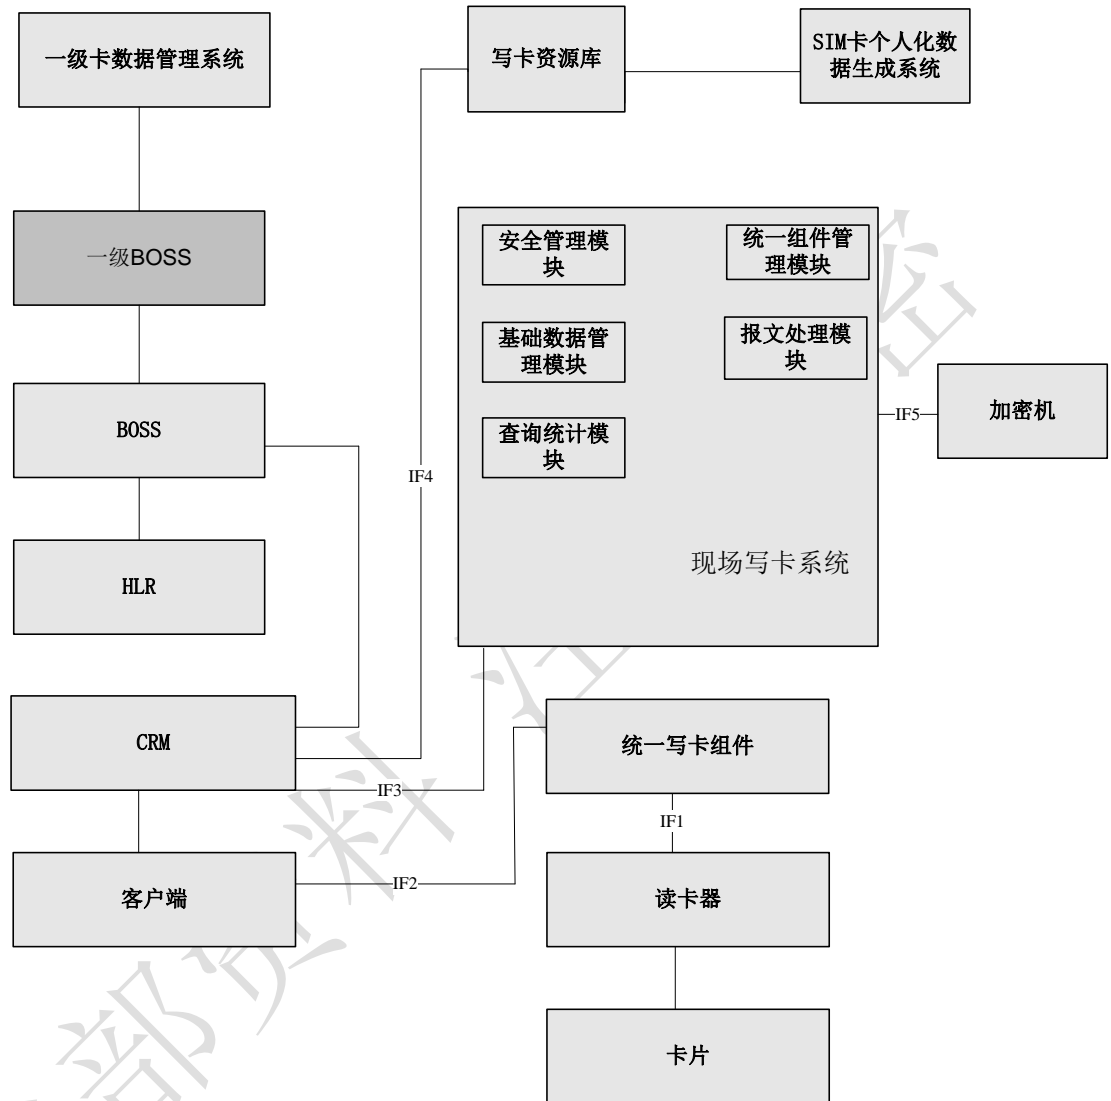 一级卡数据管理系统
写卡资源库
SIM卡个人化数
据生成系统
一级BOSS
安全管理模
块
统一组件管
理模块
基础数据管
理模块
报文处理模
块
BOSS
IF5
加密机
查询统计模
块
IF4
现场写卡系统
HLR
CRM
统一写卡组件
IF3
IF1
客户端
IF2
读卡器
卡片
部资料
密